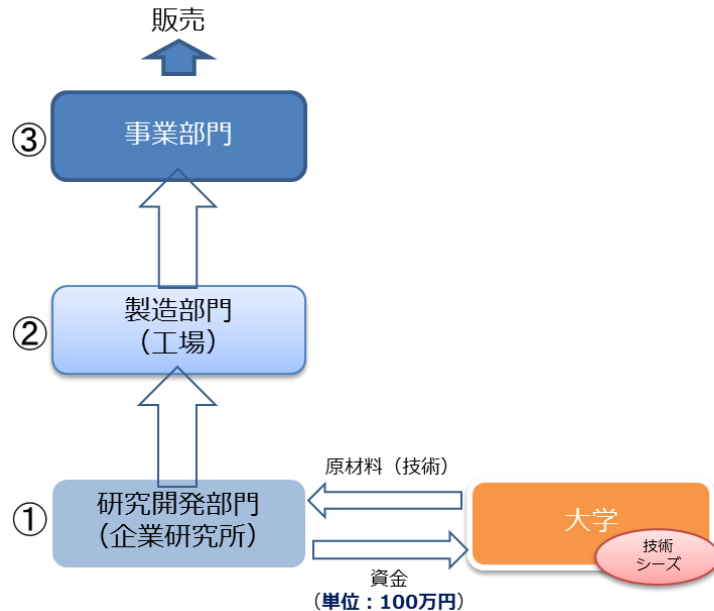 販売
③
事業部門
②
製造部門
（工場）
①
研究開発部門
（企業研究所）
原材料（技術）
大学
技術
シーズ
資金
（単位：100万円）